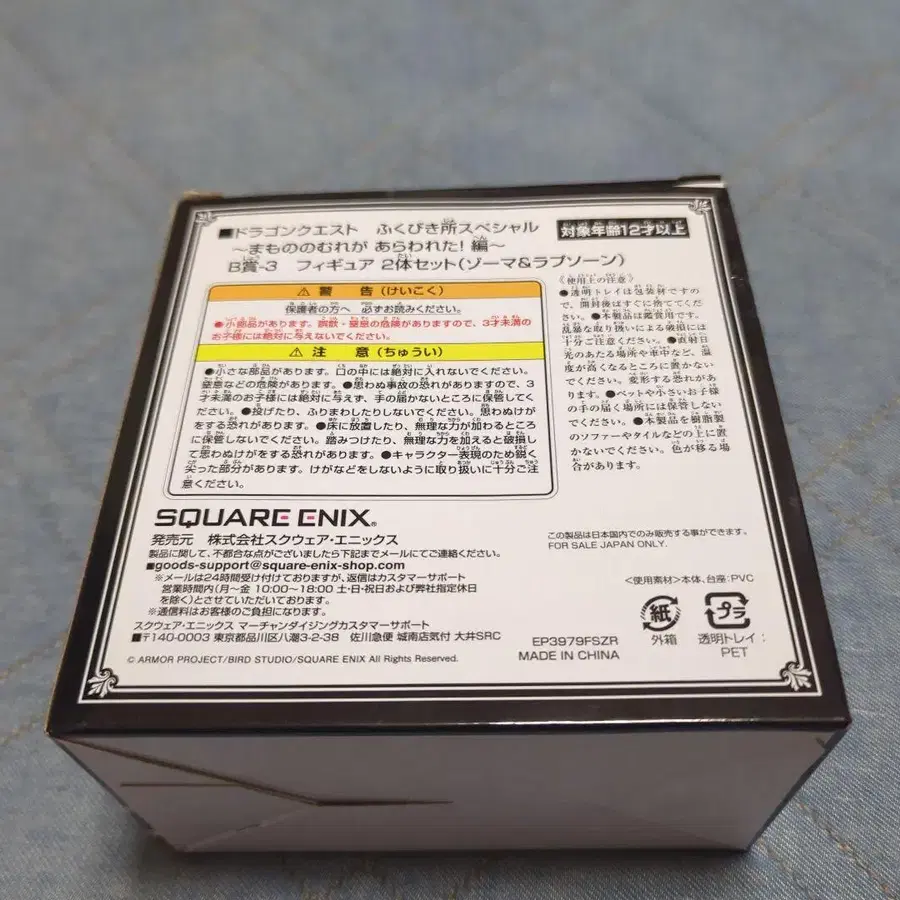 ■ドラゴンクエスト ふくびき所スペシャル
～まもののむれが あらわれた! 編～
B賞-3 フィギュア 2体セット(ゾーマ&ラプソーン)
対象年齢12才以上
⚠ 警 告 (けいこく)
保護者の方へ 必ずお読みください。
●小部品があります。誤飲・窒息の危険がありますので、3才未満の
お子様には絶対に与えないでください。
⚠ 注 意 (ちゅうい)
●小さな部品があります。口の中には絶対に入れないでください。
窒息などの危険があります。●思わぬ事故の恐れがありますので、3
才未満のお子様には絶対に与えず、手の届かないところに保管してく
ださい。●投げたり、ふりまわしたりしないでください。思わぬけが
をする恐れがあります。●床に放置したり、無理な力が加わるところ
に保管しないでください。踏みつけたり、無理な力を加えると破損し
て思わぬけがをする恐れがあります。●キャラクター表現のため鋭く
尖った部分があります。けがなどをしないように取り扱いに十分ご注
意ください。
《使用上の注意》
●透明トレイは包装材ですの
で、開封後はすぐに捨ててくだ
さい。●本製品は鑑賞用です。
乱暴な取り扱いによる破損には
十分ご注意ください。●直射日
光のあたる場所や車中など、温
度が高くなるところに置かない
でください。変形する恐れがあ
ります。●ペットや小さいお子様
の手の届く場所には保管しない
でください。●本製品を樹脂製
のソファーやタイルなどの上に置
かないでください。色が移る場
合があります。
SQUARE ENIX®
発売元 株式会社スクウェア・エニックス
製品に関して、不都合な点がございましたら下記までメールにてご連絡ください。
■goods-support@square-enix-shop.com
※メールは24時間受け付けておりますが、返信はカスタマーサポート
営業時間内(月～金 10:00～18:00 土・日・祝日および弊社指定休日
を除く)とさせていただいております。
※通信料はお客様のご負担になります。
スクウェア・エニックス マーチャンダイジングカスタマーサポート
■〒140-0003 東京都品川区八潮3-2-38 佐川急便 城南店気付 大井SRC
© ARMOR PROJECT/BIRD STUDIO/SQUARE ENIX All Rights Reserved.
この製品は日本国内でのみ販売する事ができます。
FOR SALE JAPAN ONLY.
<使用素材>本体、台座:PVC
紙
外箱
プラ
透明トレイ:
PET
EP3979FSZR
MADE IN CHINA